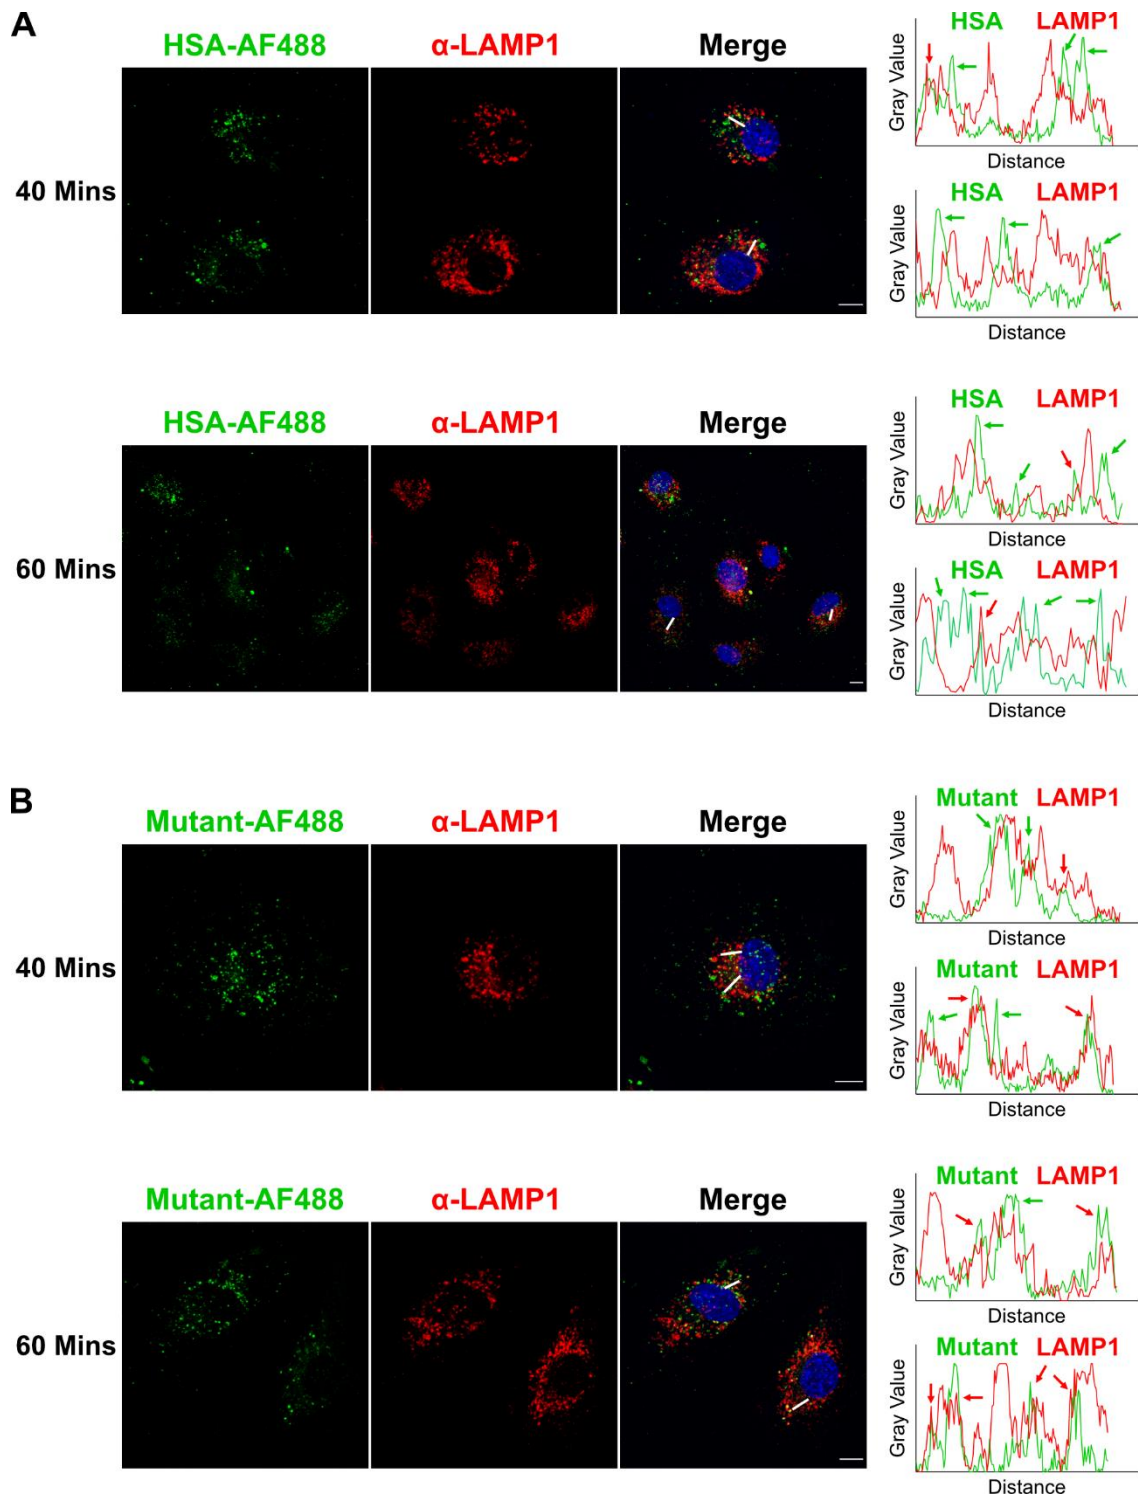 A
HSA-AF488 α-LAMP1 Merge
40 Mins
HSA LAMP1
Gray Value
Distance
HSA LAMP1
Gray Value
Distance
HSA-AF488 α-LAMP1 Merge
60 Mins
HSA LAMP1
Gray Value
Distance
HSA LAMP1
Gray Value
Distance
B
Mutant-AF488 α-LAMP1 Merge
40 Mins
Mutant LAMP1
Gray Value
Distance
Mutant LAMP1
Gray Value
Distance
Mutant-AF488 α-LAMP1 Merge
60 Mins
Mutant LAMP1
Gray Value
Distance
Mutant LAMP1
Gray Value
Distance